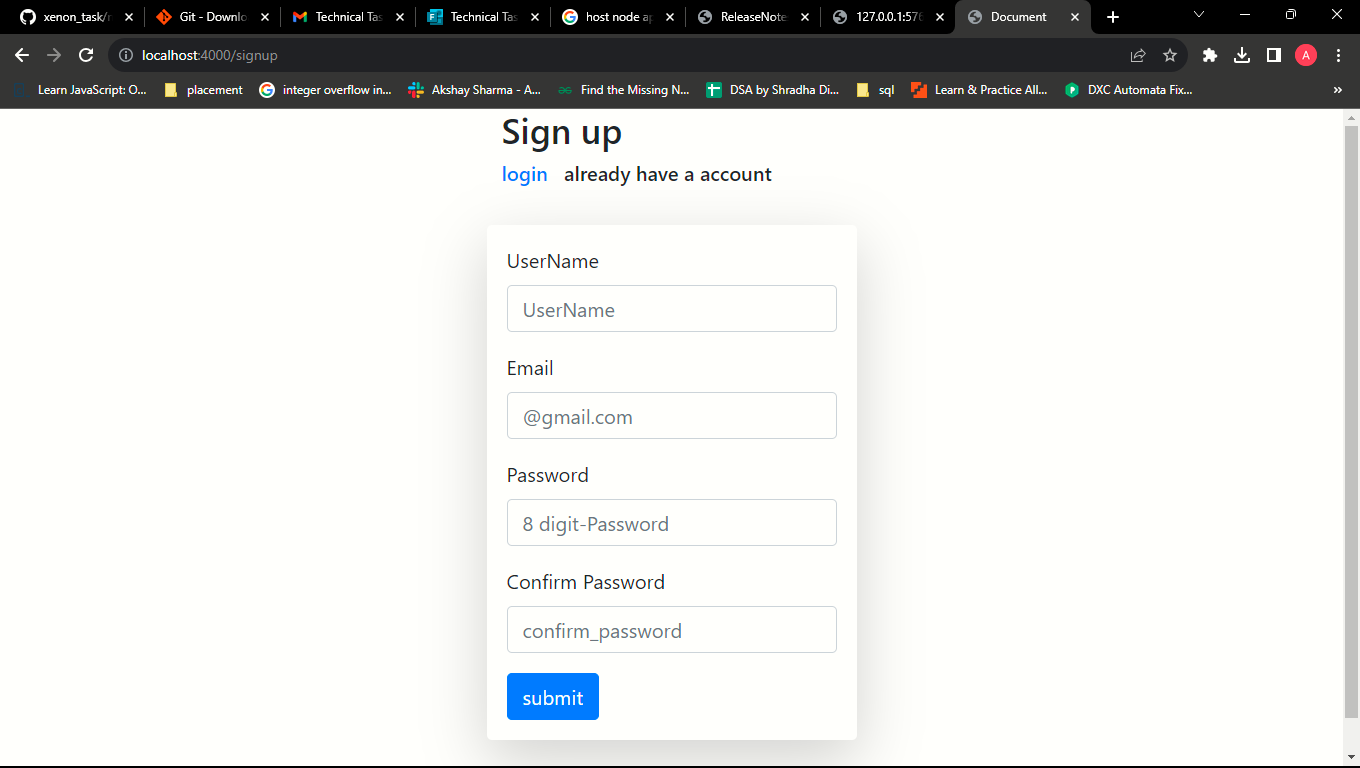 xenon_task/r
Git - Downlo
Technical Tas
Technical Tas
host node ap
ReleaseNote
127.0.0.1:576
Document
localhost:4000/signup
A
Learn JavaScript: O...
placement
integer overflow in...
Akshay Sharma - A...
Find the Missing N...
DSA by Shradha Di...
sql
Learn & Practice All...
DXC Automata Fix...
»
Sign up
login already have a account
UserName
UserName
Email
@gmail.com
Password
8 digit-Password
Confirm Password
confirm_password
submit